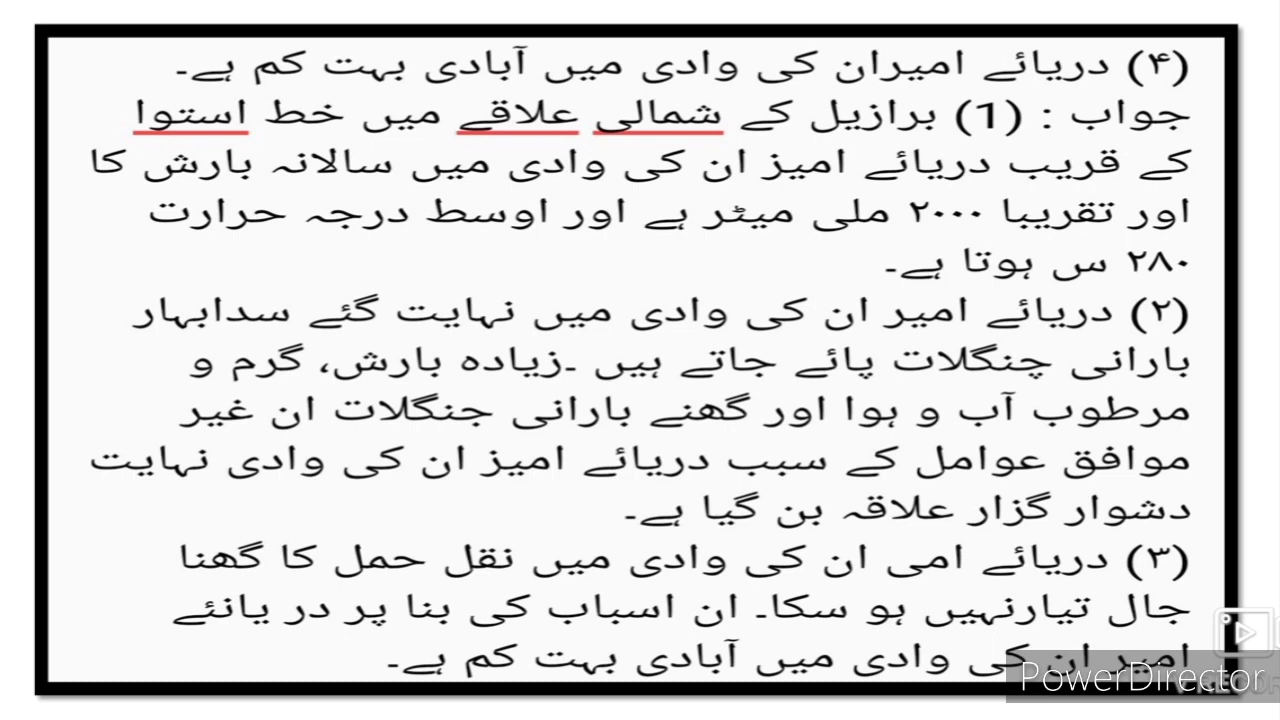 (۴) دریائے امیران کی وادی میں آبادی بہت کم ہے۔
جواب : (1) برازیل کے شمالی علاقے میں خط استوا
کے قریب دریائے امیز ان کی وادی میں سالانہ بارش کا
اور تقریبا ۲۰۰۰ ملی میٹر ہے اور اوسط درجہ حرارت
۲۸۰ س ہوتا ہے۔
(۲) دریائے امیر ان کی وادی میں نہایت گئے سدابہار
بارانی چنگلات پائے جاتے ہیں ۔زیادہ بارش، گرم و
مرطوب آب و ہوا اور گھنے بارانی جنگلات ان غیر
موافق عوامل کے سبب دریائے امیز ان کی وادی نہایت
دشوار گزار علاقہ بن گیا ہے۔
(۳) دریائے امی ان کی وادی میں نقل حمل کا گھنا
جال تیارنہیں ہو سکا۔ ان اسباب کی بنا پر در یانئے
امیر ان کی وادی میں آبادی بہت کم ہے۔
PowerDirector